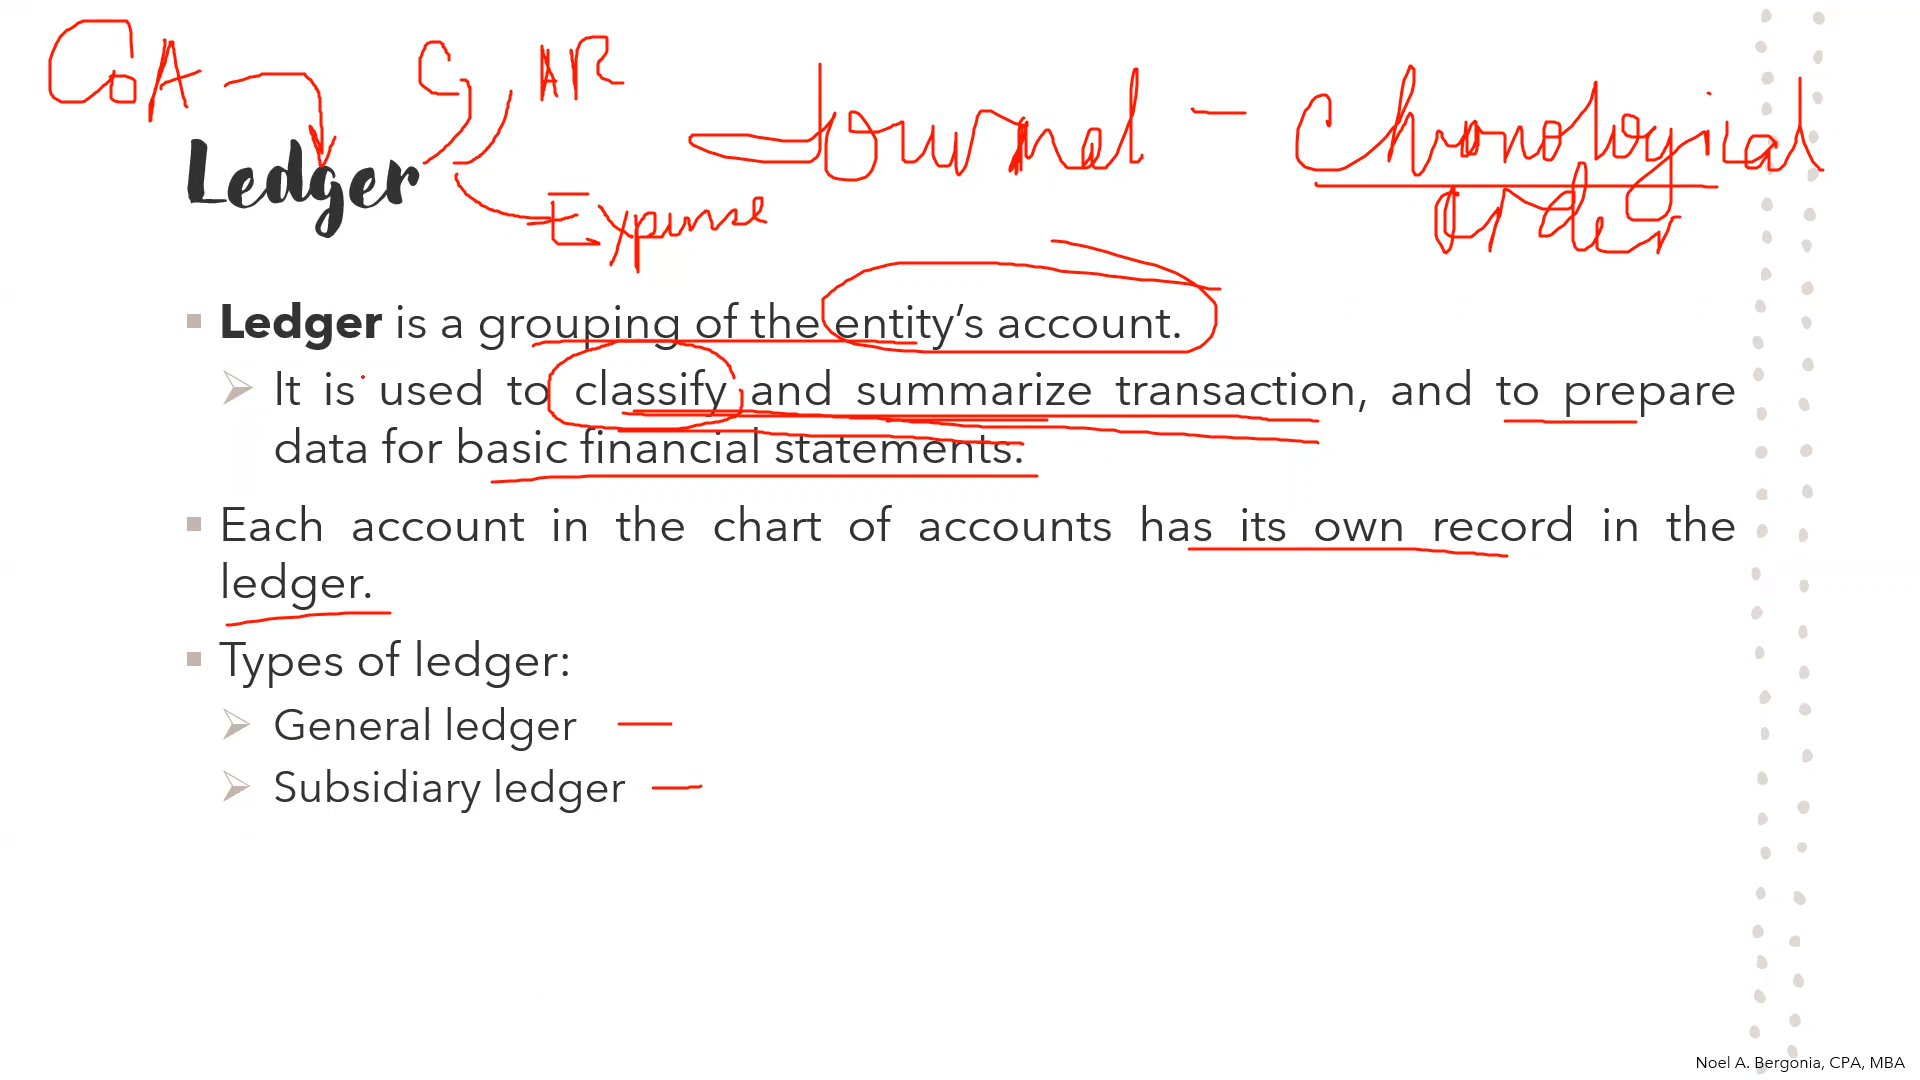 CoA C, AR Journal - Chronological order
Ledger
Expense
Ledger is a grouping of the entity’s account.
It is used to classify and summarize transaction, and to prepare
data for basic financial statements.
Each account in the chart of accounts has its own record in the
ledger.
Types of ledger:
General ledger
Subsidiary ledger
Noel A. Bergonia, CPA, MBA